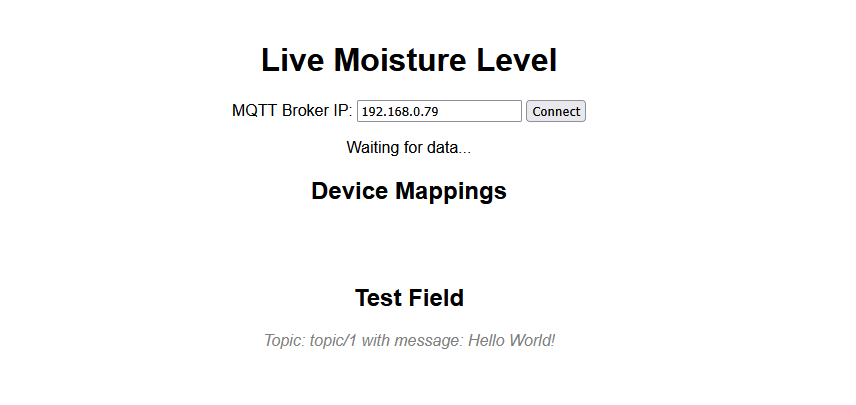 Live Moisture Level
MQTT Broker IP: 192.168.0.79 Connect
Waiting for data...
Device Mappings
Test Field
Topic: topic/1 with message: Hello World!